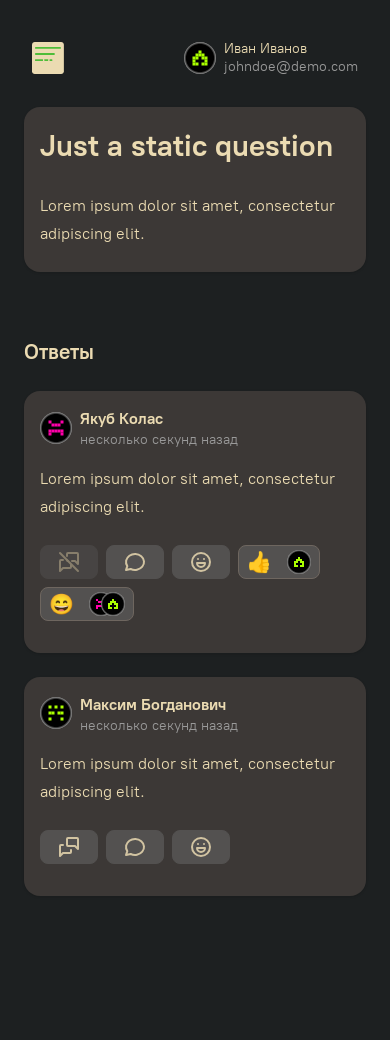 Иван Иванов
johndoe@demo.com
Just a static question
Lorem ipsum dolor sit amet, consectetur
adipiscing elit.
Ответы
Якуб Колас
несколько секунд назад
Lorem ipsum dolor sit amet, consectetur
adipiscing elit.
Максим Богданович
несколько секунд назад
Lorem ipsum dolor sit amet, consectetur
adipiscing elit.